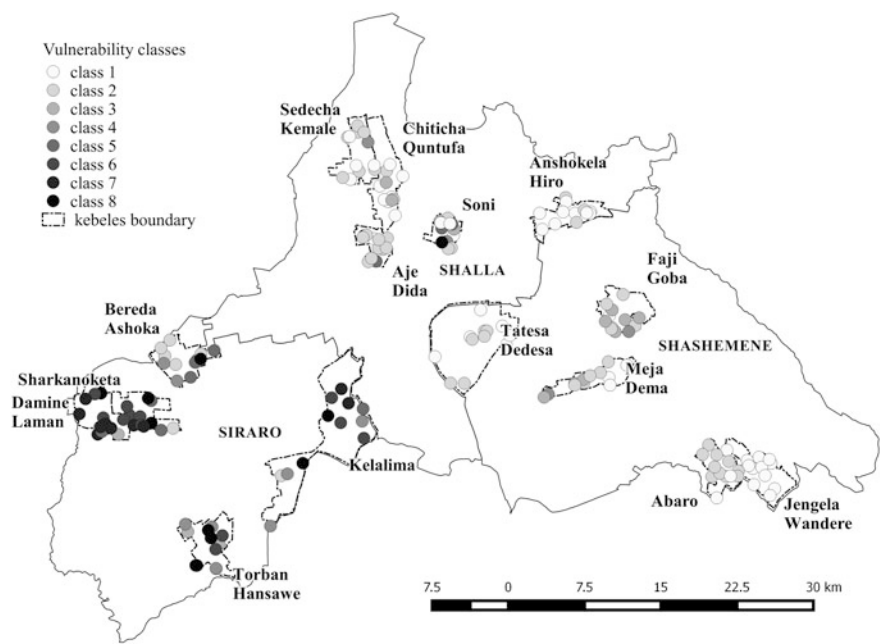 Vulnerability classes
class 1
class 2
class 3
class 4
class 5
class 6
class 7
class 8
kebeles boundary
Sedecha
Kemale
Chiticha
Quntufa
Anshokela
Hiro
Soni
Aje
Dida
SHALLA
Faji
Goba
Bereda
Ashoka
Tatesa
Dedesa
SHASHEMENE
Meja
Dema
Sharkanoketa
Damine
Laman
SIRARO
Kelalima
Abaro
Jengela
Wandere
Torban
Hansawe
7.5 0 7.5 15 22.5 30 km